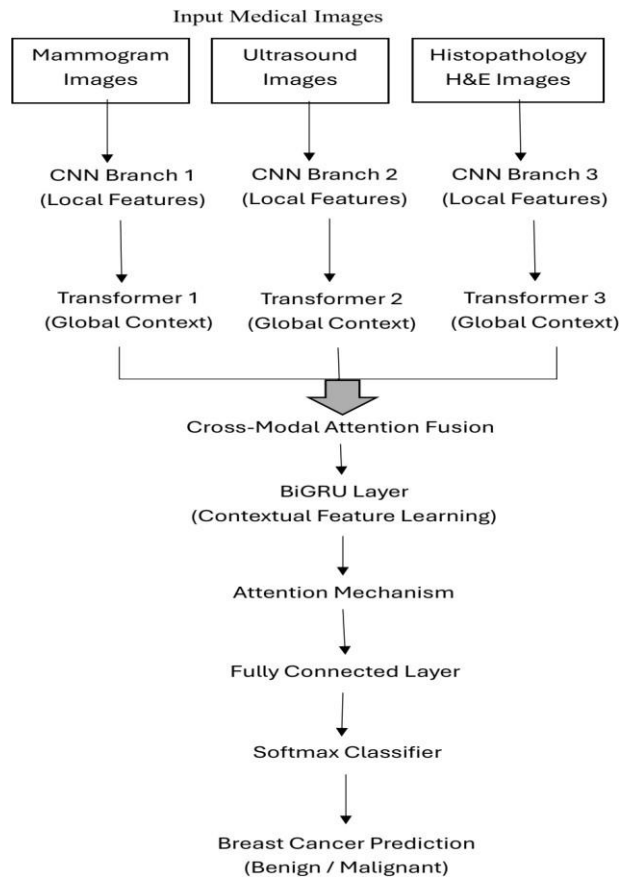 Input Medical Images
Mammogram
Images
Ultrasound
Images
Histopathology
H&E Images
CNN Branch 1
(Local Features)
CNN Branch 2
(Local Features)
CNN Branch 3
(Local Features)
Transformer 1
(Global Context)
Transformer 2
(Global Context)
Transformer 3
(Global Context)
Cross-Modal Attention Fusion
BiGRU Layer
(Contextual Feature Learning)
Attention Mechanism
Fully Connected Layer
Softmax Classifier
Breast Cancer Prediction
(Benign / Malignant)